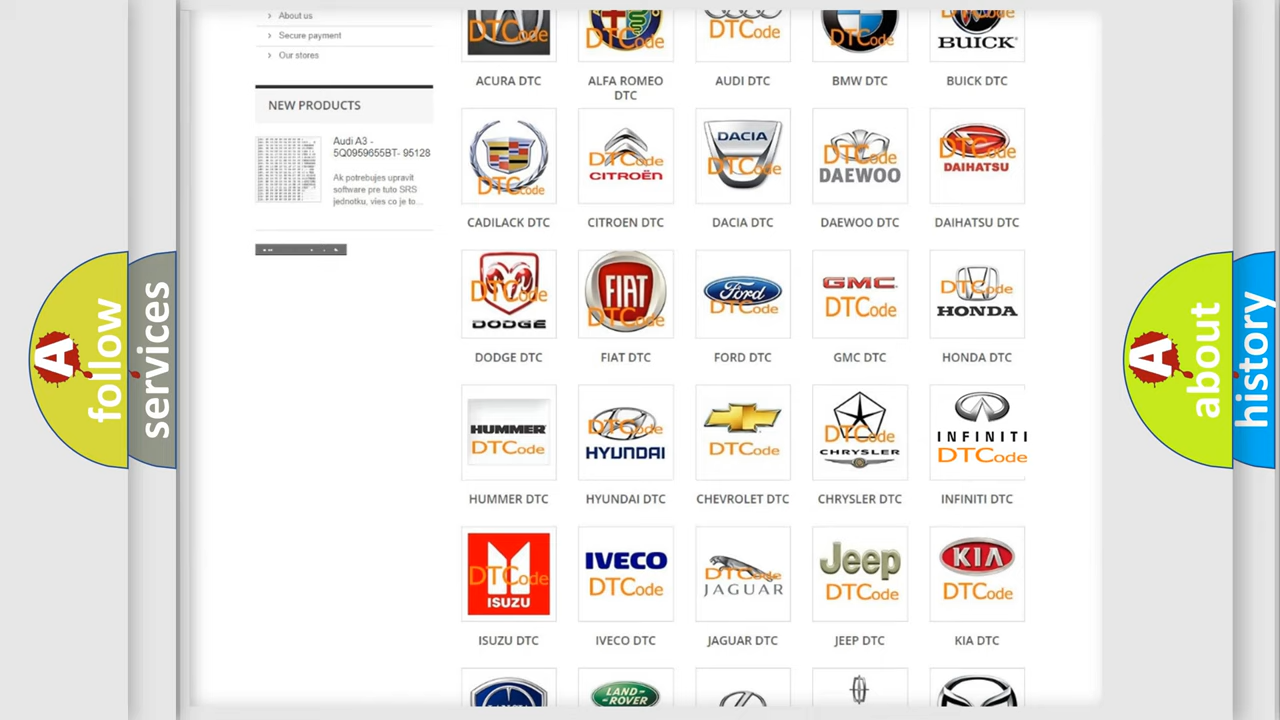 About us
Secure payment
Our stores
NEW PRODUCTS
Audi A3 -
5Q0959655BT- 95128
Ak potrebujes upravit
software pre tuto SRS
jednotku, vies co je to...
DTCode DTCode DTCode DTCode BUICK
ACURA DTC ALFA ROMEO DTC AUDI DTC BMW DTC BUICK DTC
DTCode
DTCode CITROËN
DACIA DTCode
DTCode DAEWOO
DTCode DAIHATSU
CADILACK DTC CITROEN DTC DACIA DTC DAEWOO DTC DAIHATSU DTC
DTCode DODGE
FIAT DTCode
Ford DTCode
GMC DTCode
DTCode HONDA
DODGE DTC FIAT DTC FORD DTC GMC DTC HONDA DTC
HUMMER DTCode
DTCode HYUNDAI
DTCode
DTCode CHRYSLER
INFINITI DTCode
HUMMER DTC HYUNDAI DTC CHEVROLET DTC CHRYSLER DTC INFINITI DTC
DTCode ISUZU
IVECO DTCode
DTCode JAGUAR
Jeep DTCode
KIA DTCode
ISUZU DTC IVECO DTC JAGUAR DTC JEEP DTC KIA DTC
LAND-
ROVER
A follow
services
A about
history